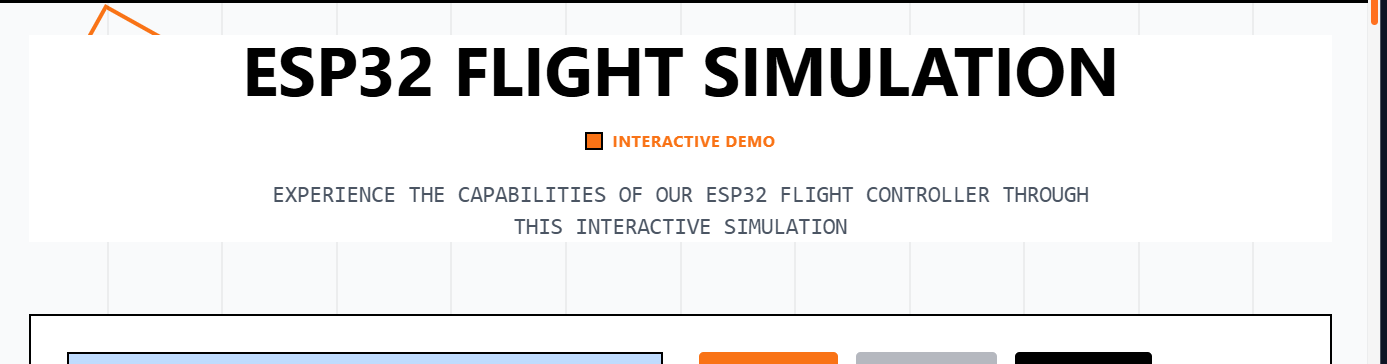 ESP32 FLIGHT SIMULATION
INTERACTIVE DEMO
EXPERIENCE THE CAPABILITIES OF OUR ESP32 FLIGHT CONTROLLER THROUGH
THIS INTERACTIVE SIMULATION